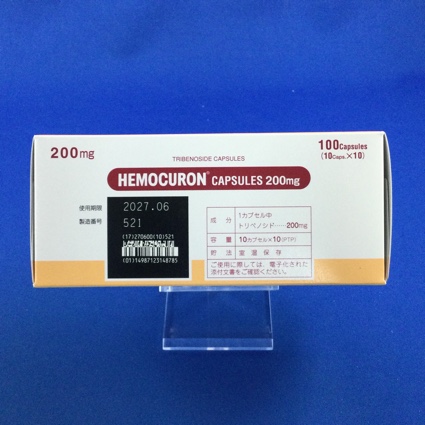 200mg
TRIBENOSIDE CAPSULES
100Capsules
(10Caps.×10)
HEMOCURON® CAPSULES 200mg
使用期限 2027.06
製造番号 521
(17)270600(10)521
(01)14987123148785
成分 1カプセル中
トリベノシド……200mg
容量 10カプセル×10(PTP)
貯法 室温保存
ご使用に際しては、電子化された
添付文書をご確認ください。